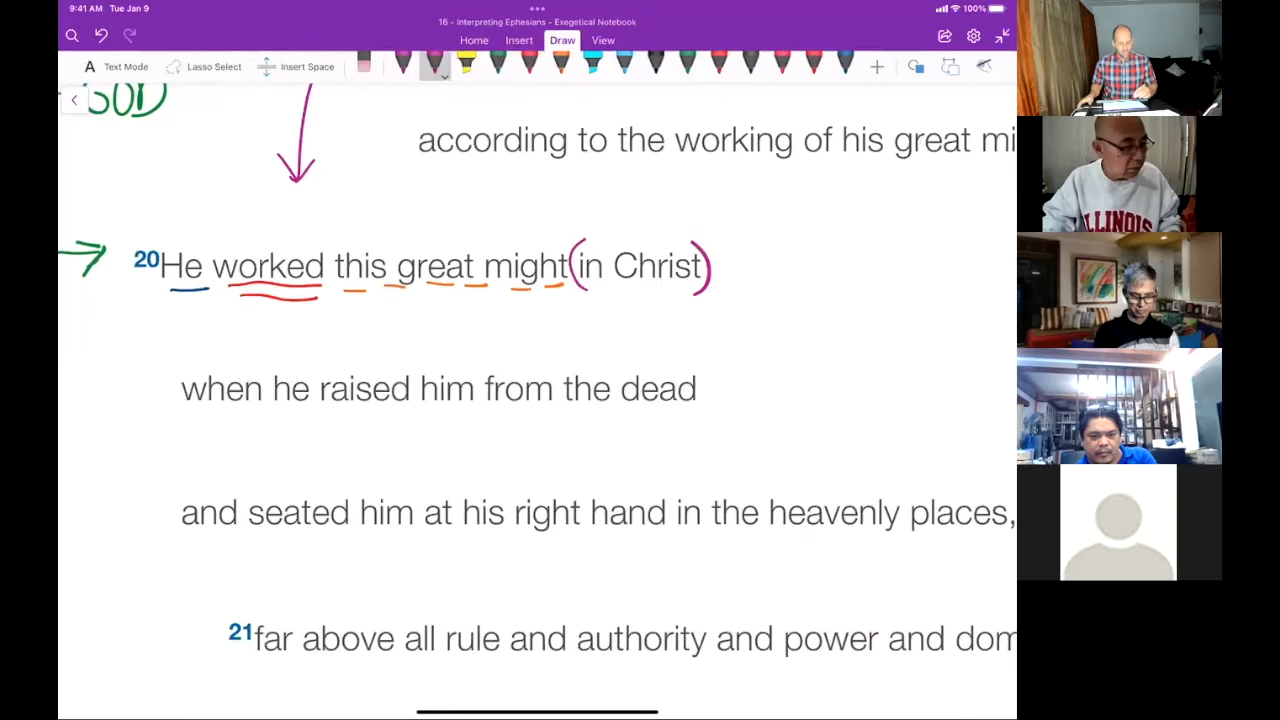 9:41 AM Tue Jan 9
100%
16 - Interpreting Ephesians - Exegetical Notebook
Home Insert Draw View
A Text Mode Lasso Select Insert Space
GOD
according to the working of his great mi
20He worked this great might (in Christ)
when he raised him from the dead
and seated him at his right hand in the heavenly places,
21far above all rule and authority and power and dom
ILLINOIS